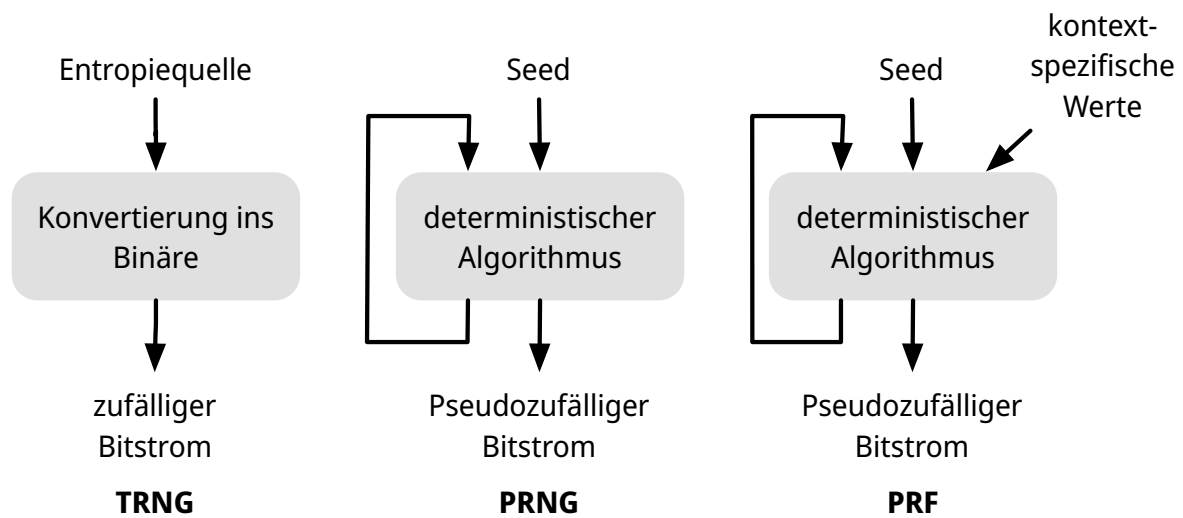 Entropiequelle
Konvertierung ins
Binäre
zufälliger
Bitstrom
TRNG
Seed
deterministischer
Algorithmus
Pseudozufälliger
Bitstrom
PRNG
Seed
kontext-
spezifische
Werte
deterministischer
Algorithmus
Pseudozufälliger
Bitstrom
PRF